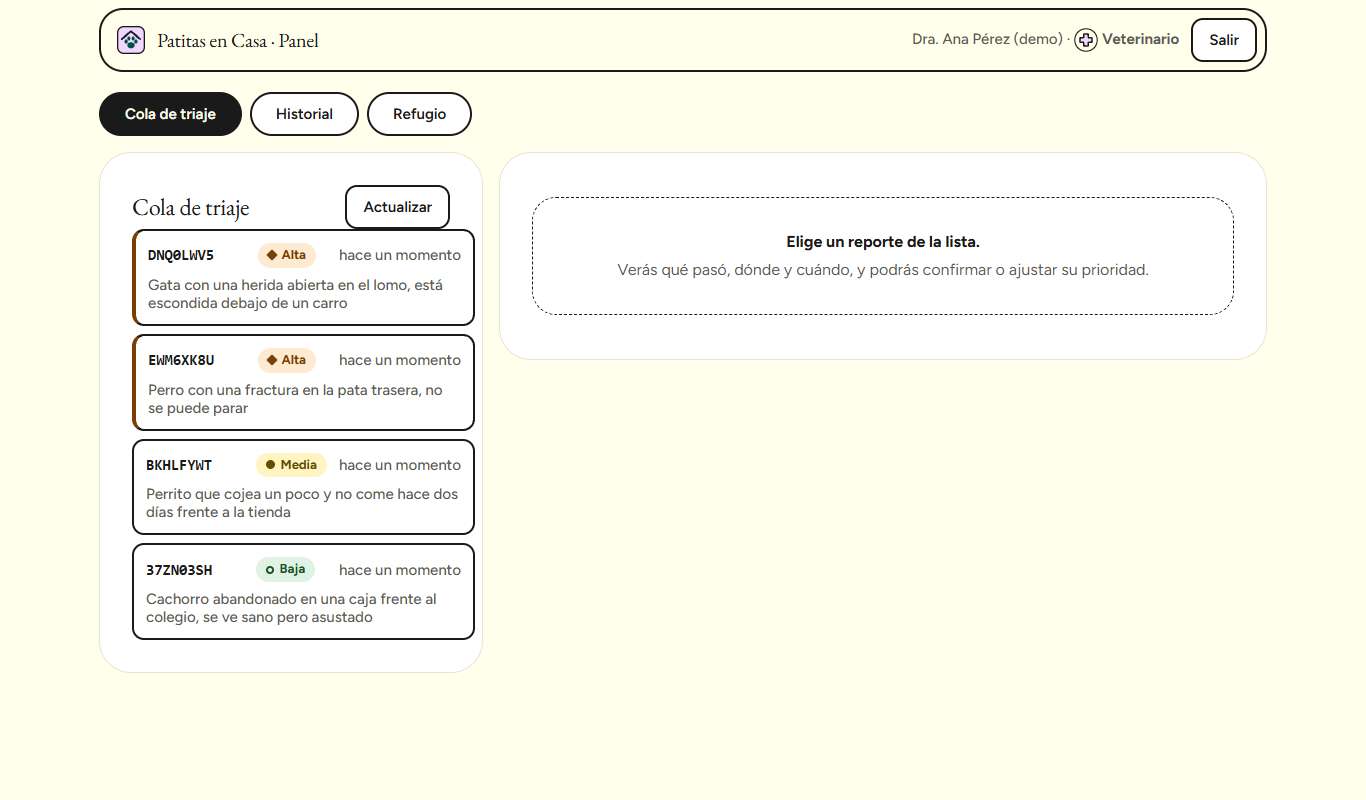 Patitas en Casa · Panel
Dra. Ana Pérez (demo) · Veterinario
Salir
Cola de triaje
Historial
Refugio
Cola de triaje
Actualizar
DNQ0LWV5 Alta hace un momento
Gata con una herida abierta en el lomo, está
escondida debajo de un carro
EWM6XK8U Alta hace un momento
Perro con una fractura en la pata trasera, no
se puede parar
BKHLFYWT Media hace un momento
Perrito que cojea un poco y no come hace dos
días frente a la tienda
37ZN03SH Baja hace un momento
Cachorro abandonado en una caja frente al
colegio, se ve sano pero asustado
Elige un reporte de la lista.
Verás qué pasó, dónde y cuándo, y podrás confirmar o ajustar su prioridad.